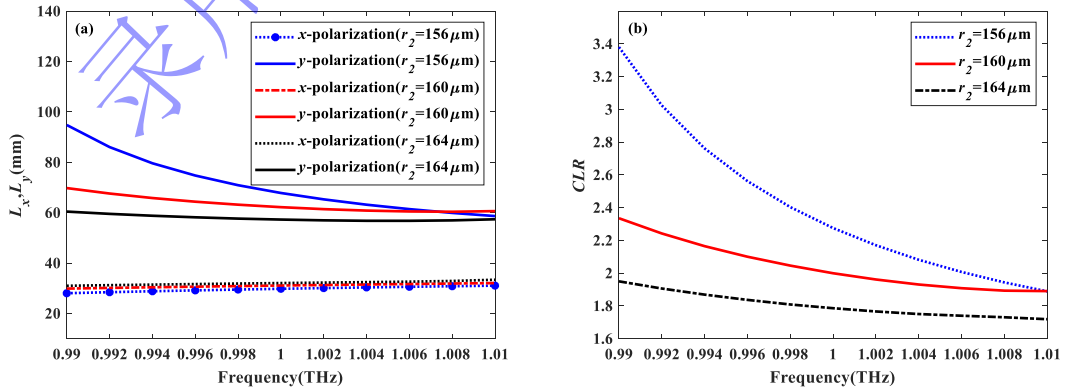 (a)
x-polarization(r_2=156μm)
y-polarization(r_2=156μm)
x-polarization(r_2=160μm)
y-polarization(r_2=160μm)
x-polarization(r_2=164μm)
y-polarization(r_2=164μm)
140
120
100
80
60
40
20
L_x,L_y(mm)
0.99 0.992 0.994 0.996 0.998 1 1.002 1.004 1.006 1.008 1.01
Frequency(THz)
(b)
r_2=156μm
r_2=160μm
r_2=164μm
3.4
3.2
3
2.8
2.6
2.4
2.2
2
1.8
1.6
CLR
0.99 0.992 0.994 0.996 0.998 1 1.002 1.004 1.006 1.008 1.01
Frequency(THz)